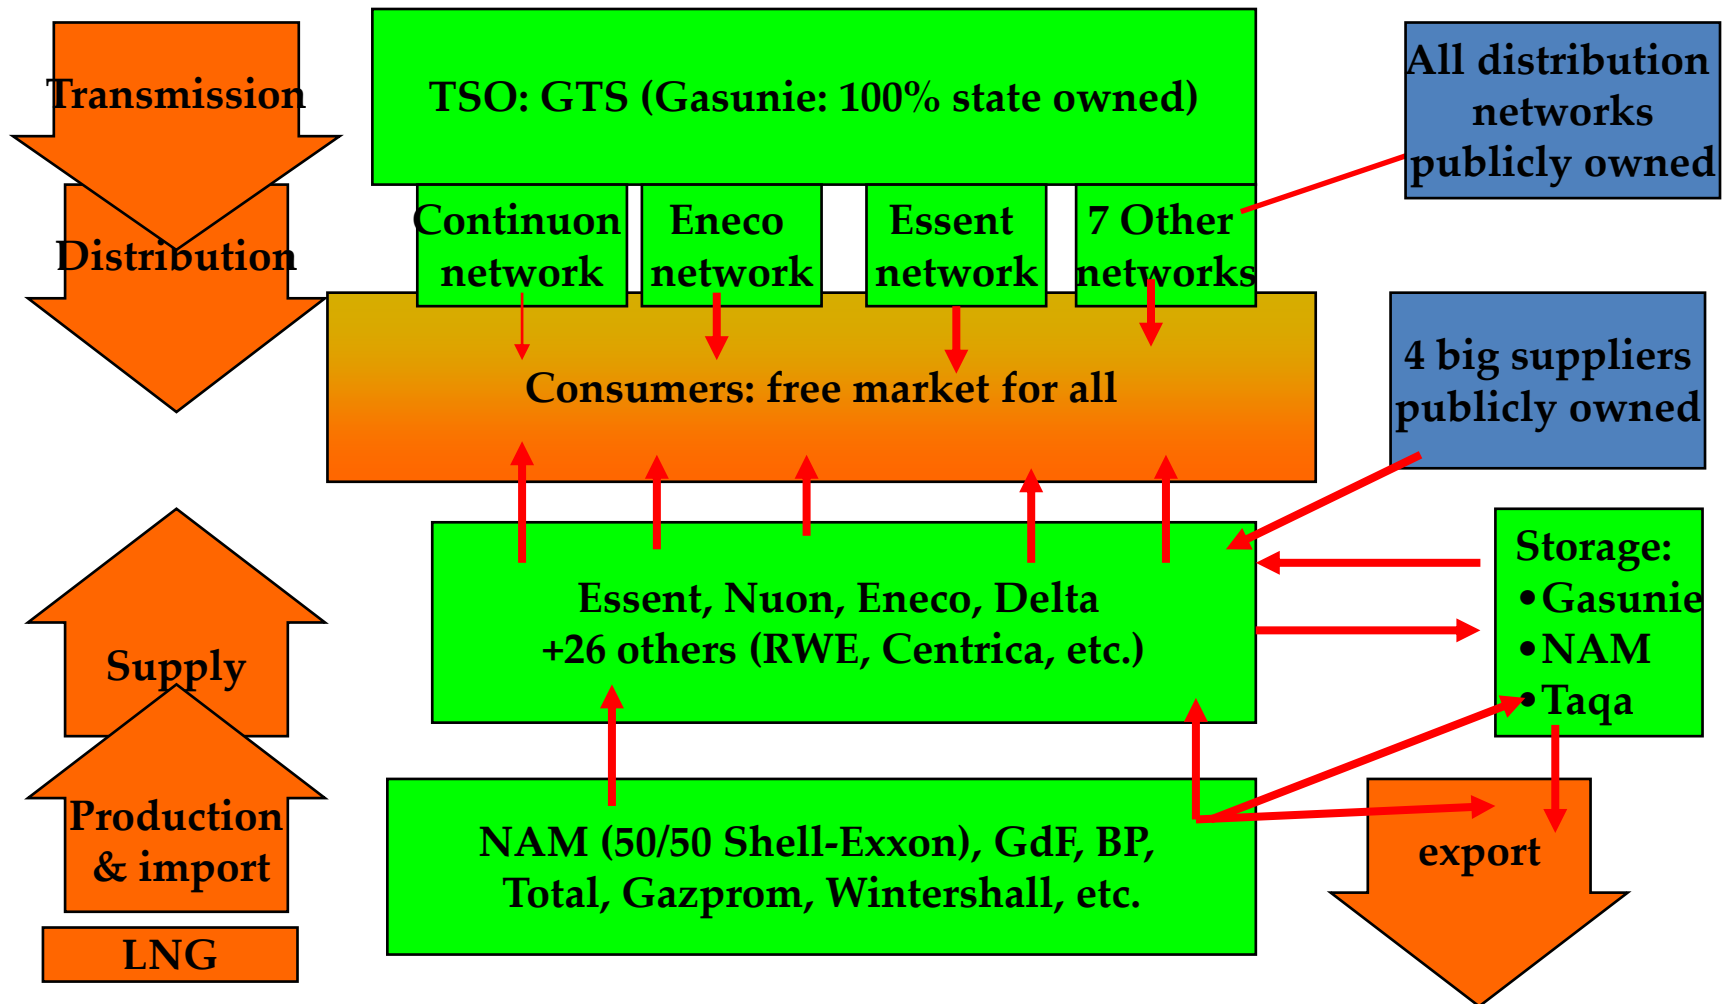 Transmission
TSO: GTS (Gasunie: 100% state owned)
All distribution
networks
publicly owned
Distribution
Continuon
network
Eneco
network
Essent
network
7 Other
networks
Consumers: free market for all
4 big suppliers
publicly owned
Supply
Essent, Nuon, Eneco, Delta
+26 others (RWE, Centrica, etc.)
Storage:
•Gasunie
•NAM
•Taqa
Production
& import
NAM (50/50 Shell-Exxon), GdF, BP,
Total, Gazprom, Wintershall, etc.
export
LNG